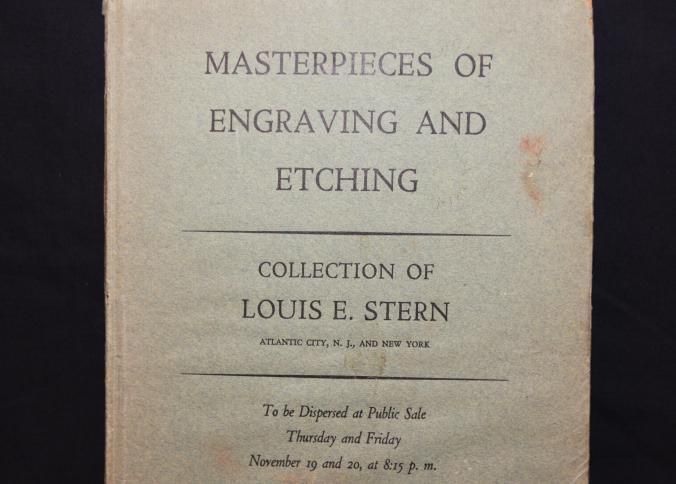 MASTERPIECES OF
ENGRAVING AND
ETCHING
COLLECTION OF
LOUIS E. STERN
ATLANTIC CITY, N. J., AND NEW YORK
To be Dispersed at Public Sale
Thursday and Friday
November 19 and 20, at 8:15 p. m.